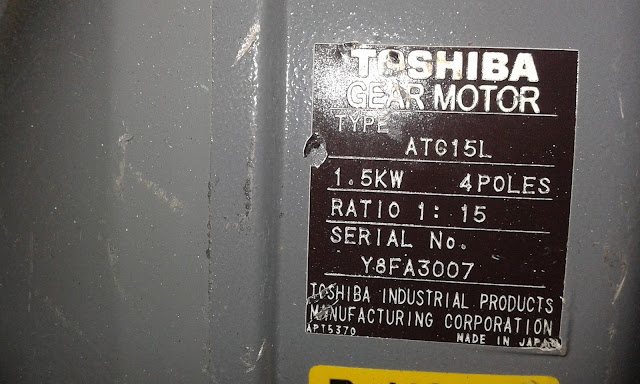 TOSHIBA
GEAR MOTOR
TYPE
ATG15L
1.5KW 4POLES
RATIO 1: 15
SERIAL No.
Y8FA3007
TOSHIBA INDUSTRIAL PRODUCTS
MANUFACTURING CORPORATION
APT5370 MADE IN JAPAN